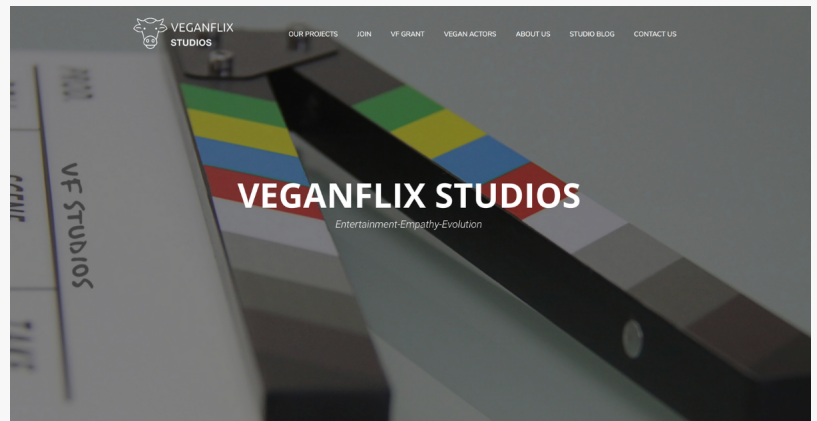 VEGANFLIX
STUDIOS
OUR PROJECTS JOIN VF GRANT VEGAN ACTORS ABOUT US STUDIO BLOG CONTACT US
VF STUDIOS
VEGANFLIX STUDIOS
Entertainment-Empathy-Evolution